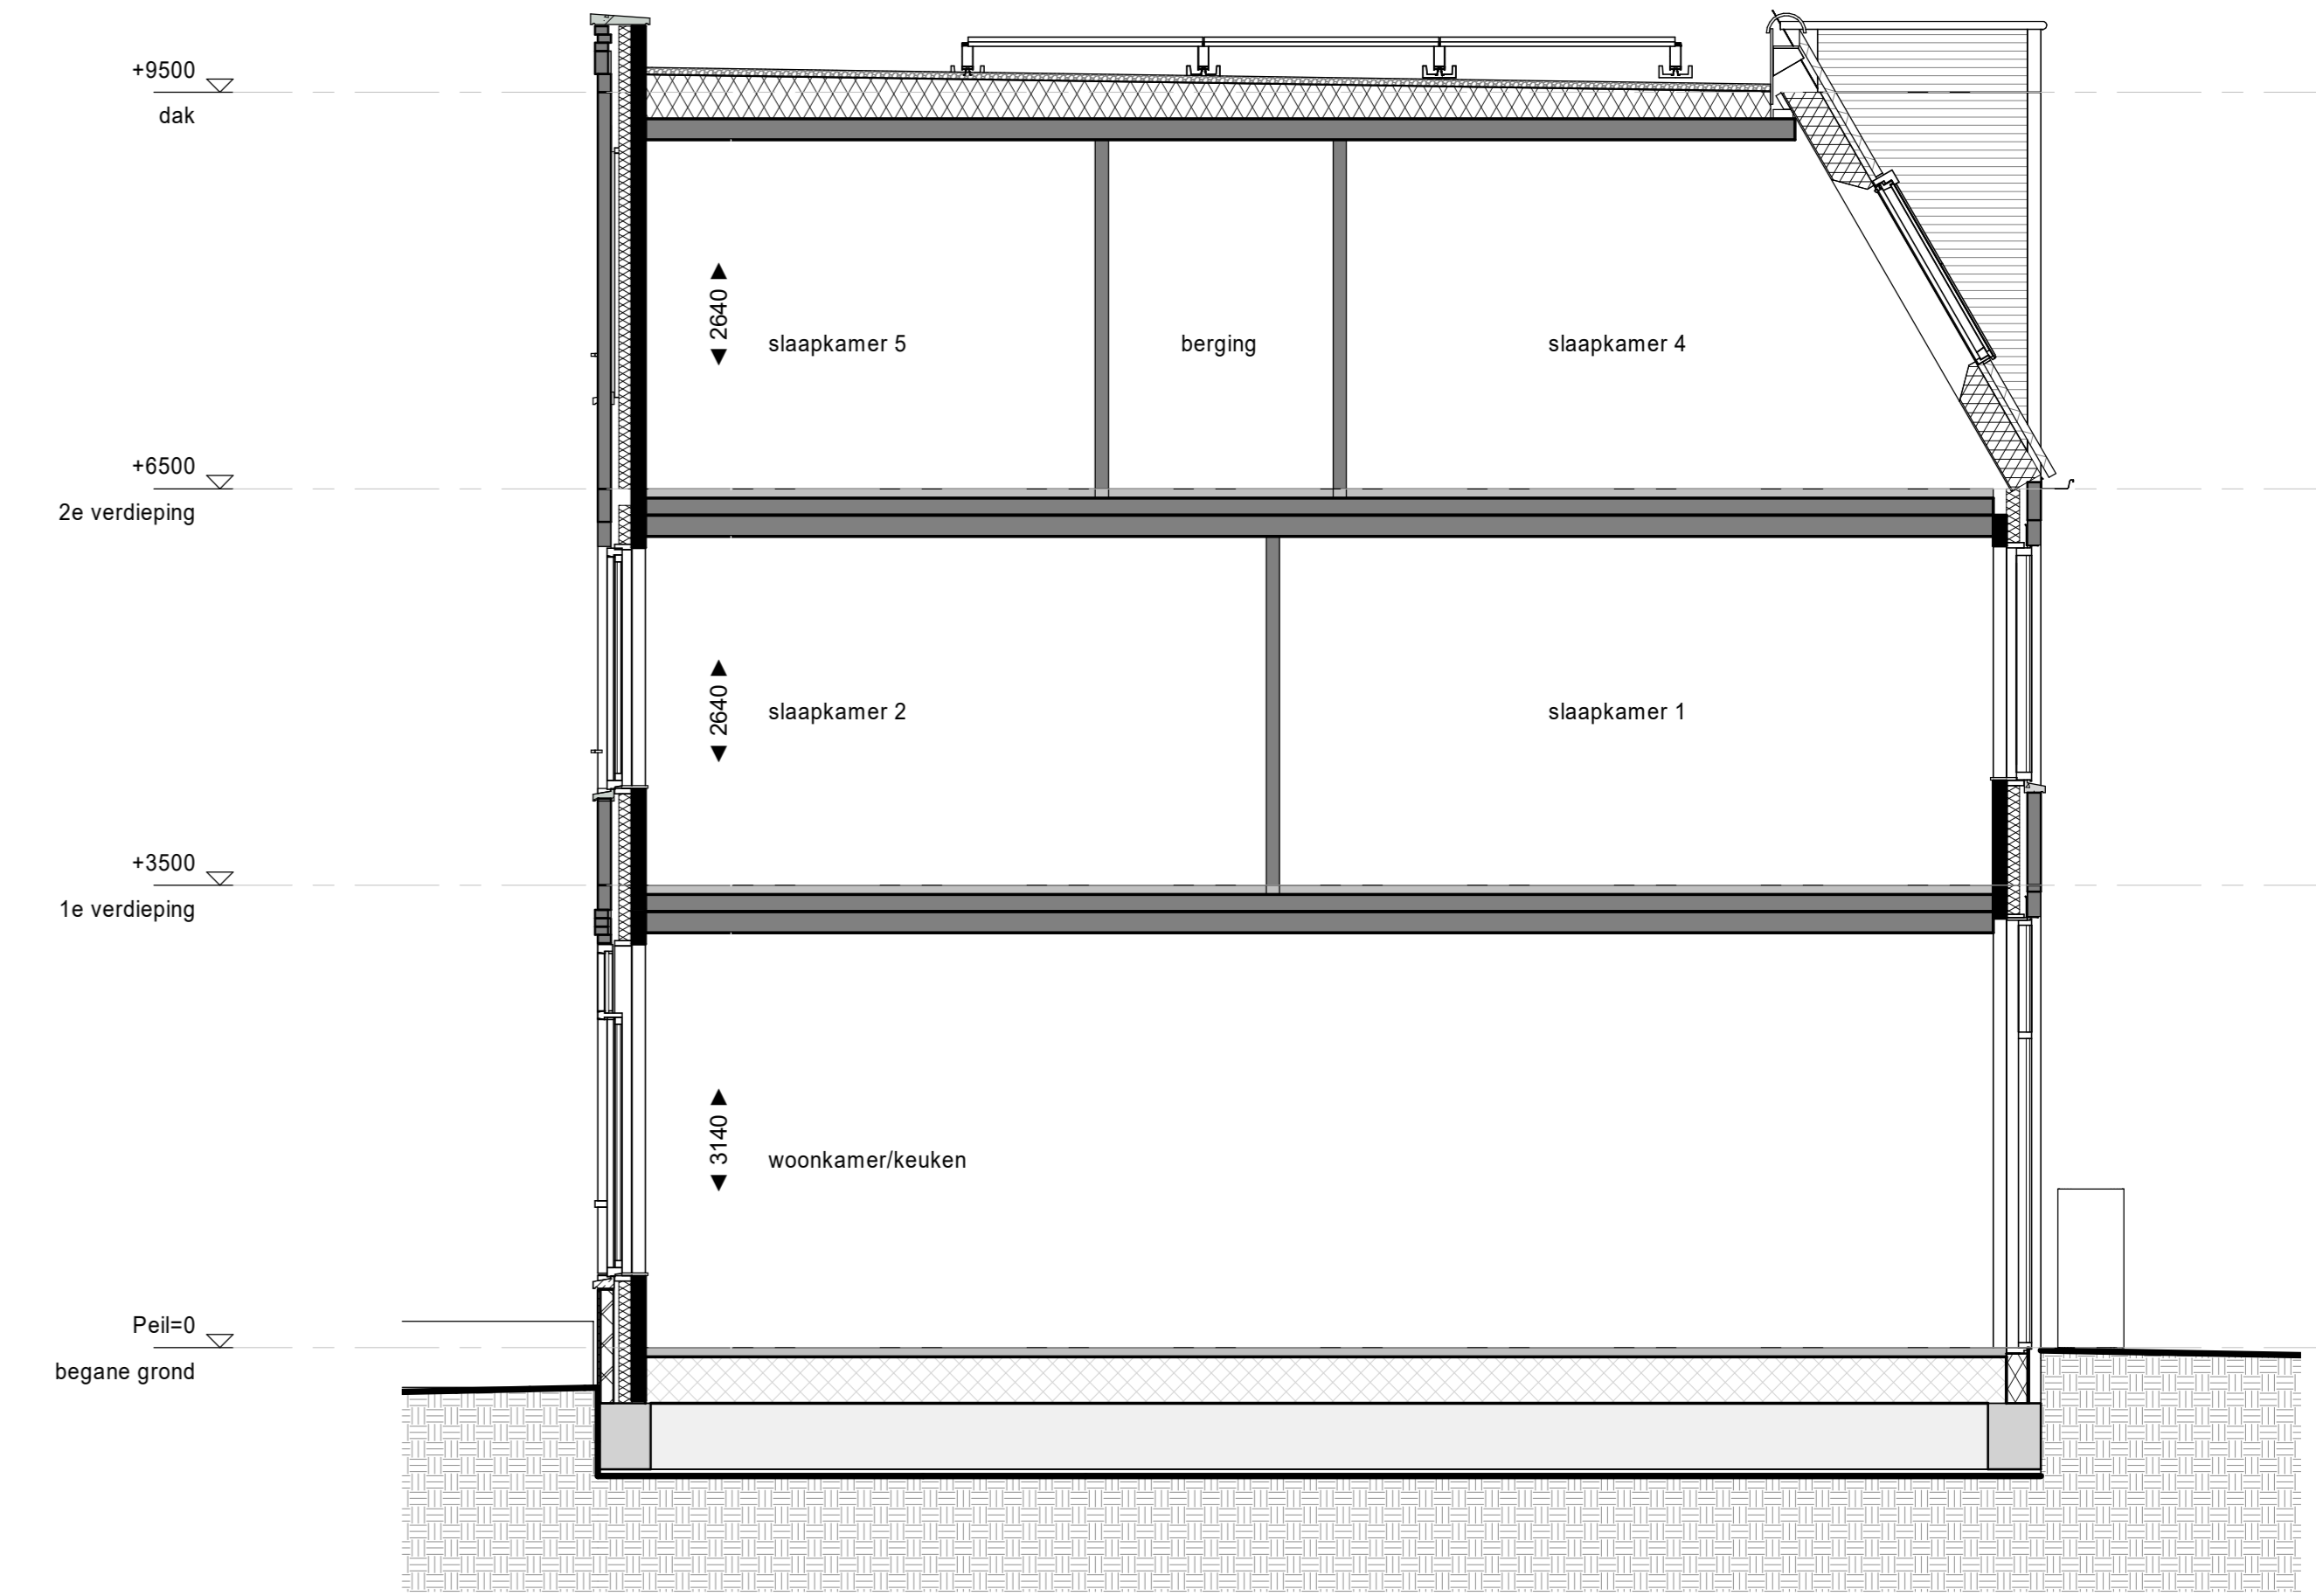 +9500
dak
2640
slaapkamer 5
berging
slaapkamer 4
+6500
2e verdieping
2640
slaapkamer 2
slaapkamer 1
+3500
1e verdieping
3140
woonkamer/keuken
Peil=0
begane grond